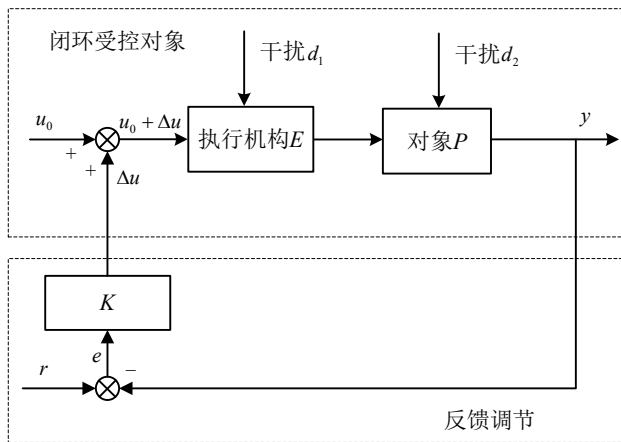 闭环受控对象
干扰d₁
干扰d₂
u₀
+
+
u₀ + Δu
Δu
执行机构E
对象P
y
K
e
r
−
反馈调节